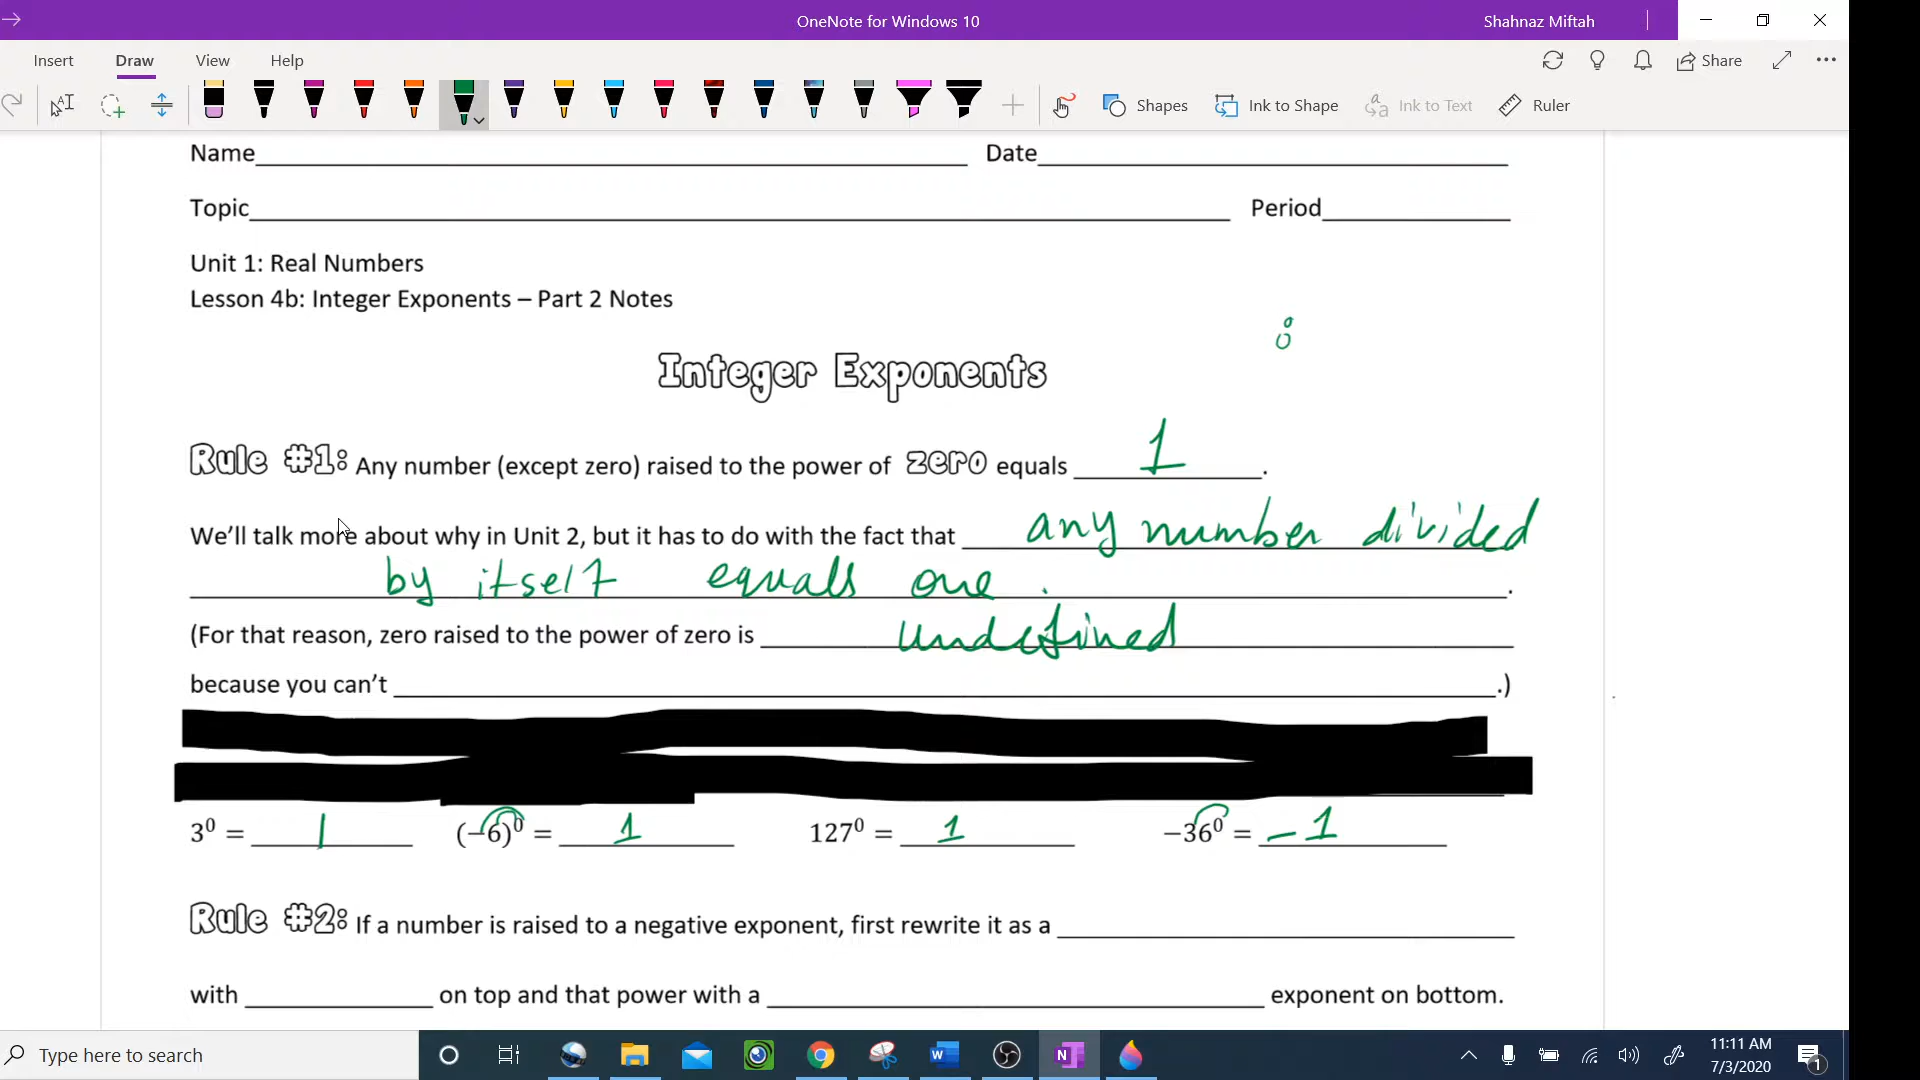 OneNote for Windows 10 Shahnaz Miftah
Insert Draw View Help Share
Shapes Ink to Shape Ink to Text Ruler
Name Date
Topic Period
Unit 1: Real Numbers
Lesson 4b: Integer Exponents – Part 2 Notes
0⁰
Integer Exponents
Rule #1: Any number (except zero) raised to the power of zero equals 1.
We'll talk more about why in Unit 2, but it has to do with the fact that any number divided
by itself equals one.
(For that reason, zero raised to the power of zero is undefined
because you can't .)
3⁰ = 1 (−6)⁰ = 1 127⁰ = 1 −36⁰ = −1
Rule #2: If a number is raised to a negative exponent, first rewrite it as a
with on top and that power with a exponent on bottom.
Type here to search
11:11 AM
7/3/2020
1